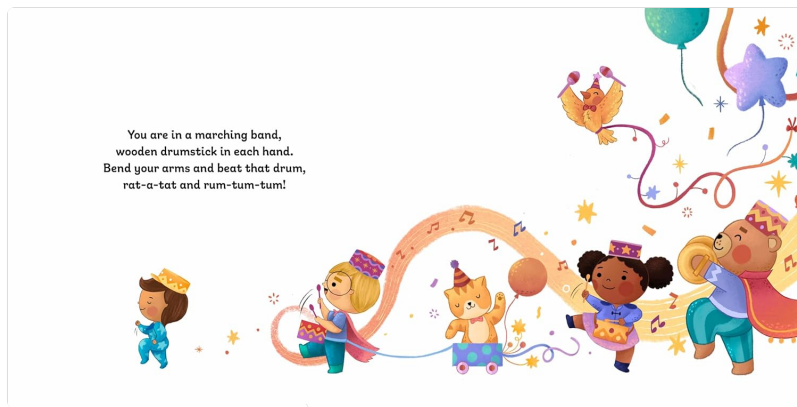 You are in a marching band,
wooden drumstick in each hand.
Bend your arms and beat that drum,
rat-a-tat and rum-tum-tum!